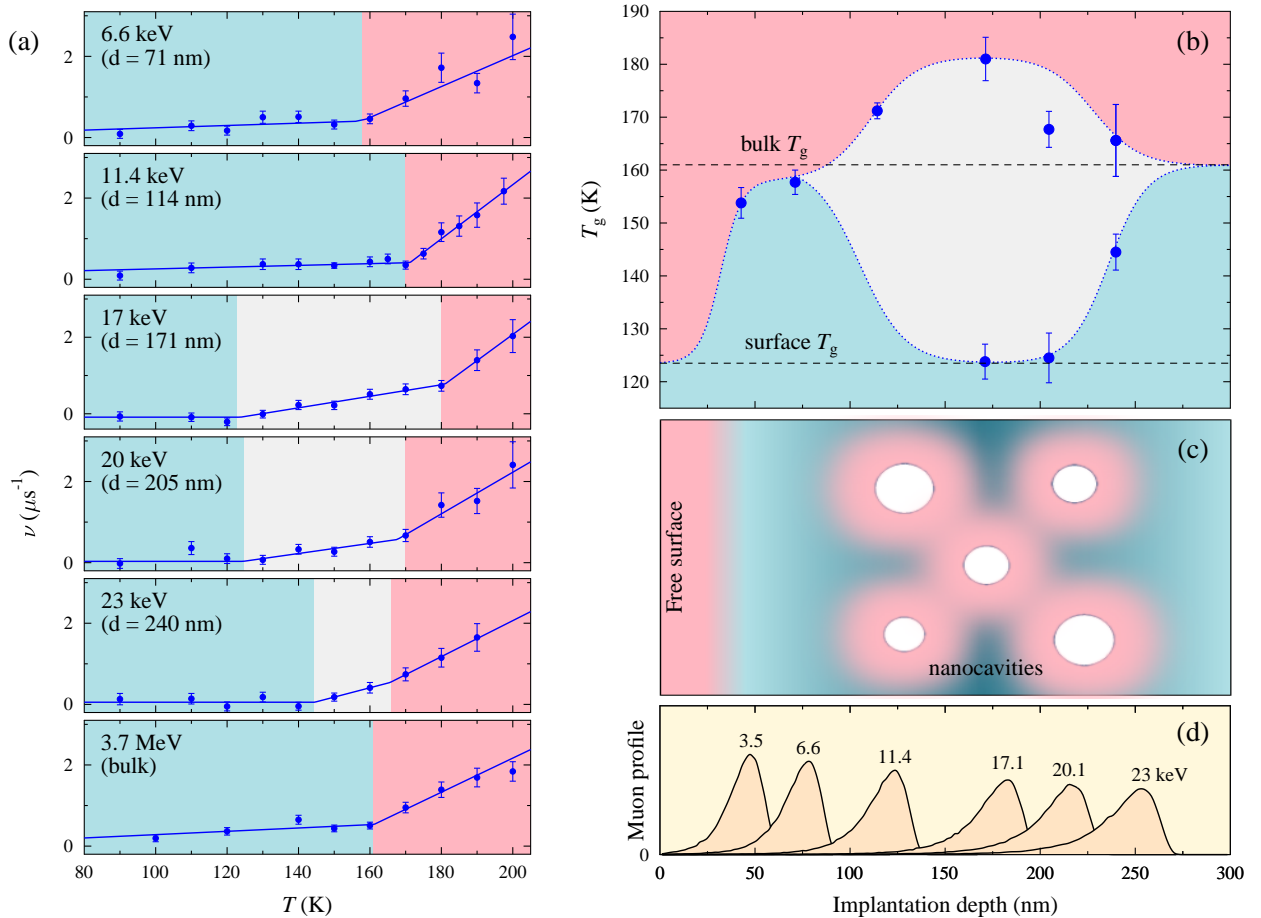 (a)
6.6 keV
(d = 71 nm)
2
0
11.4 keV
(d = 114 nm)
2
0
17 keV
(d = 171 nm)
2
0
20 keV
(d = 205 nm)
2
0
23 keV
(d = 240 nm)
2
0
3.7 MeV
(bulk)
2
0
ν (μs⁻¹)
80 100 120 140 160 180 200
T (K)
(b)
190
180
170
160
150
140
130
120
Tg (K)
bulk Tg
surface Tg
(c)
Free surface
nanocavities
(d)
3.5 6.6 11.4 17.1 20.1 23 keV
Muon profile
0
0 50 100 150 200 250 300
Implantation depth (nm)